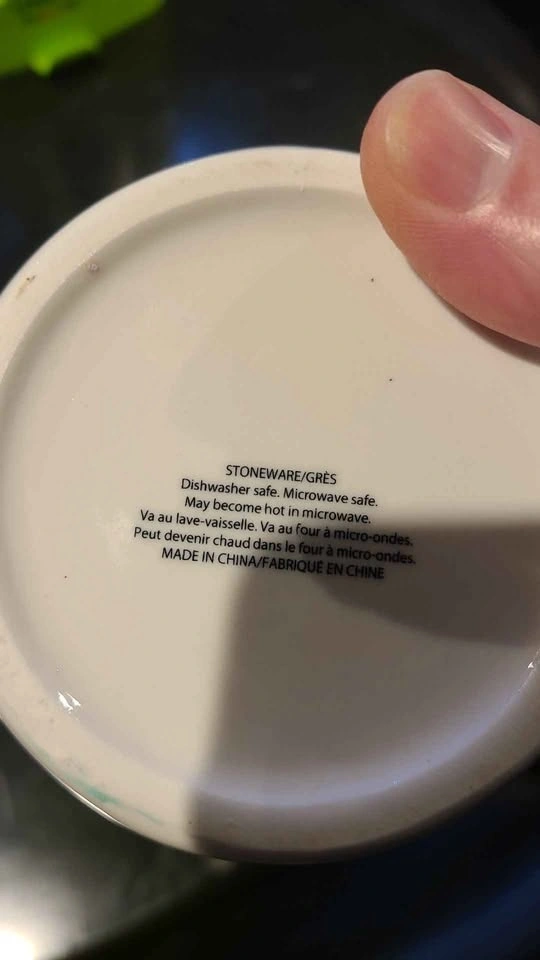 STONEWARE/GRÈS
Dishwasher safe. Microwave safe.
May become hot in microwave.
Va au lave-vaisselle. Va au four à micro-ondes.
Peut devenir chaud dans le four à micro-ondes.
MADE IN CHINA/FABRIQUÉ EN CHINE